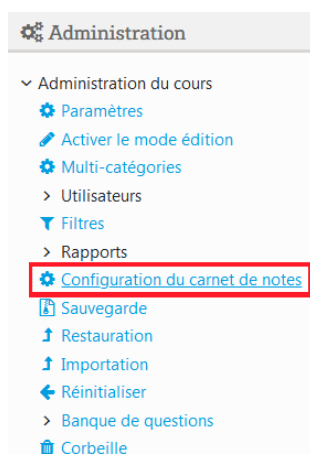 Administration
Administration du cours
Paramètres
Activer le mode édition
Multi-catégories
Utilisateurs
Filtres
Rapports
Configuration du carnet de notes
Sauvegarde
Restauration
Importation
Réinitialiser
Banque de questions
Corbeille